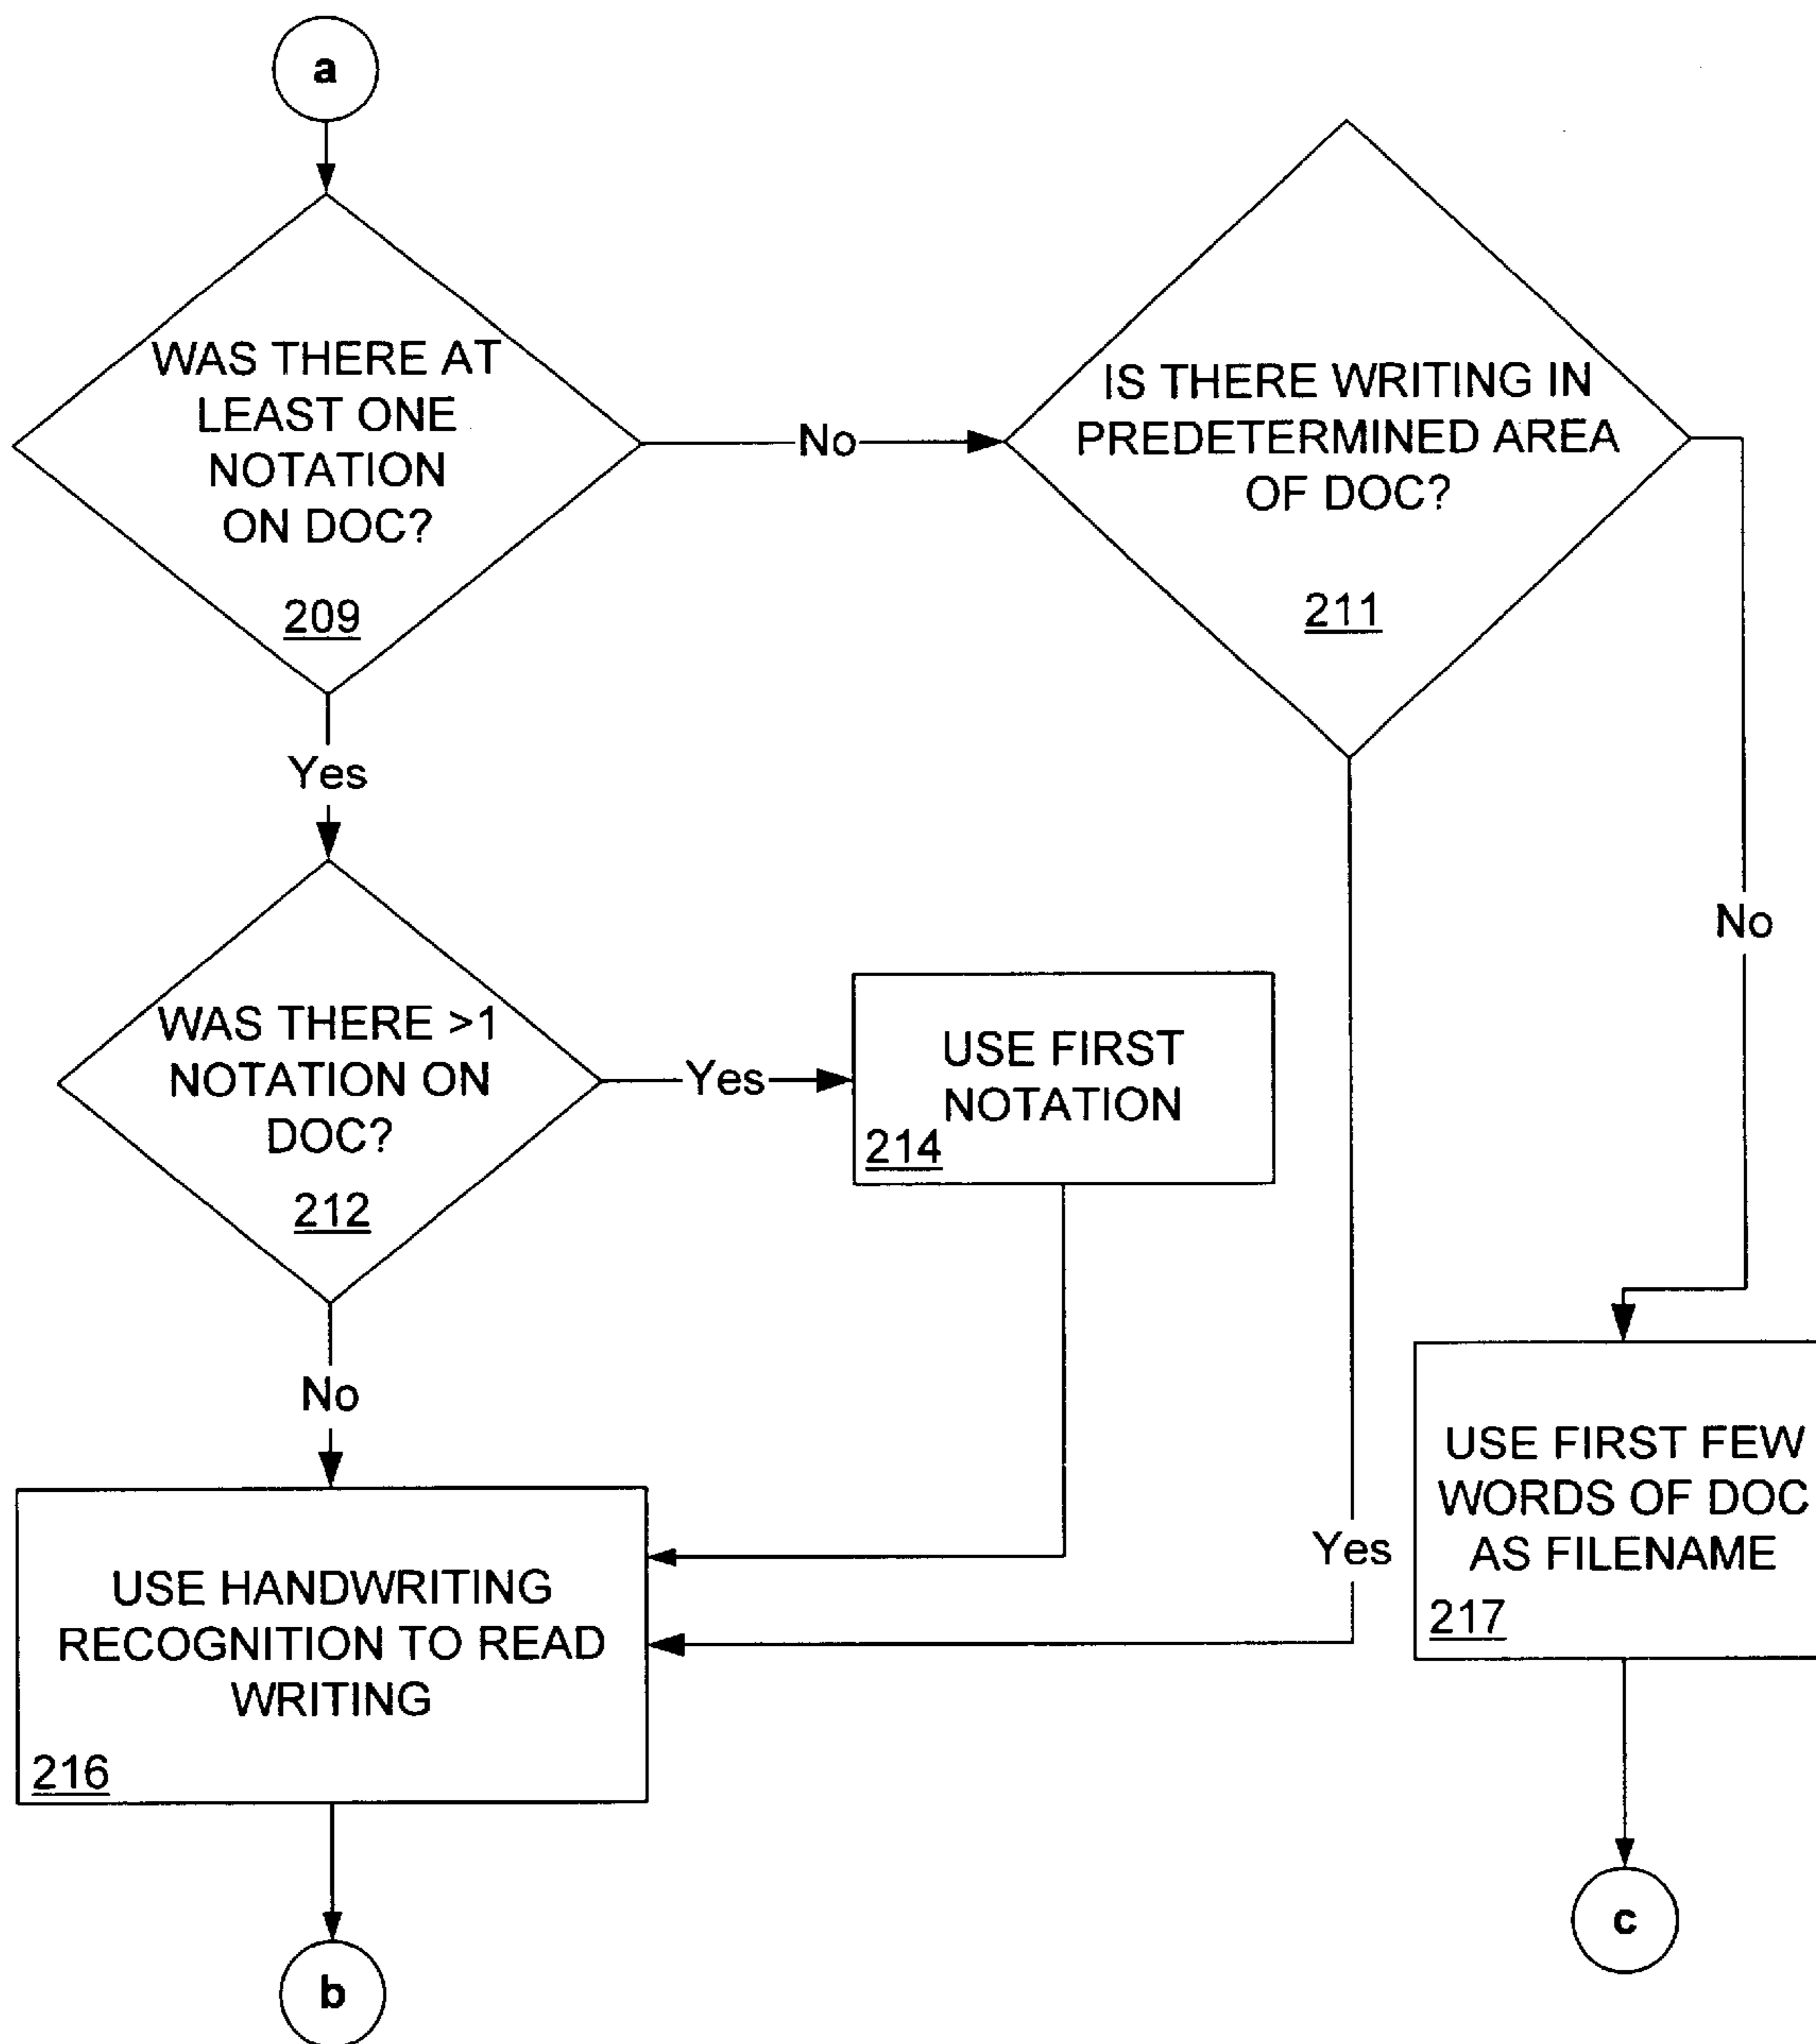 a
WAS THERE AT
LEAST ONE
NOTATION
ON DOC?
209
No
IS THERE WRITING IN
PREDETERMINED AREA
OF DOC?
211
Yes
No
WAS THERE >1
NOTATION ON
DOC?
212
Yes
USE FIRST
NOTATION
214
No
Yes
USE FIRST FEW
WORDS OF DOC
AS FILENAME
217
USE HANDWRITING
RECOGNITION TO READ
WRITING
216
c
b